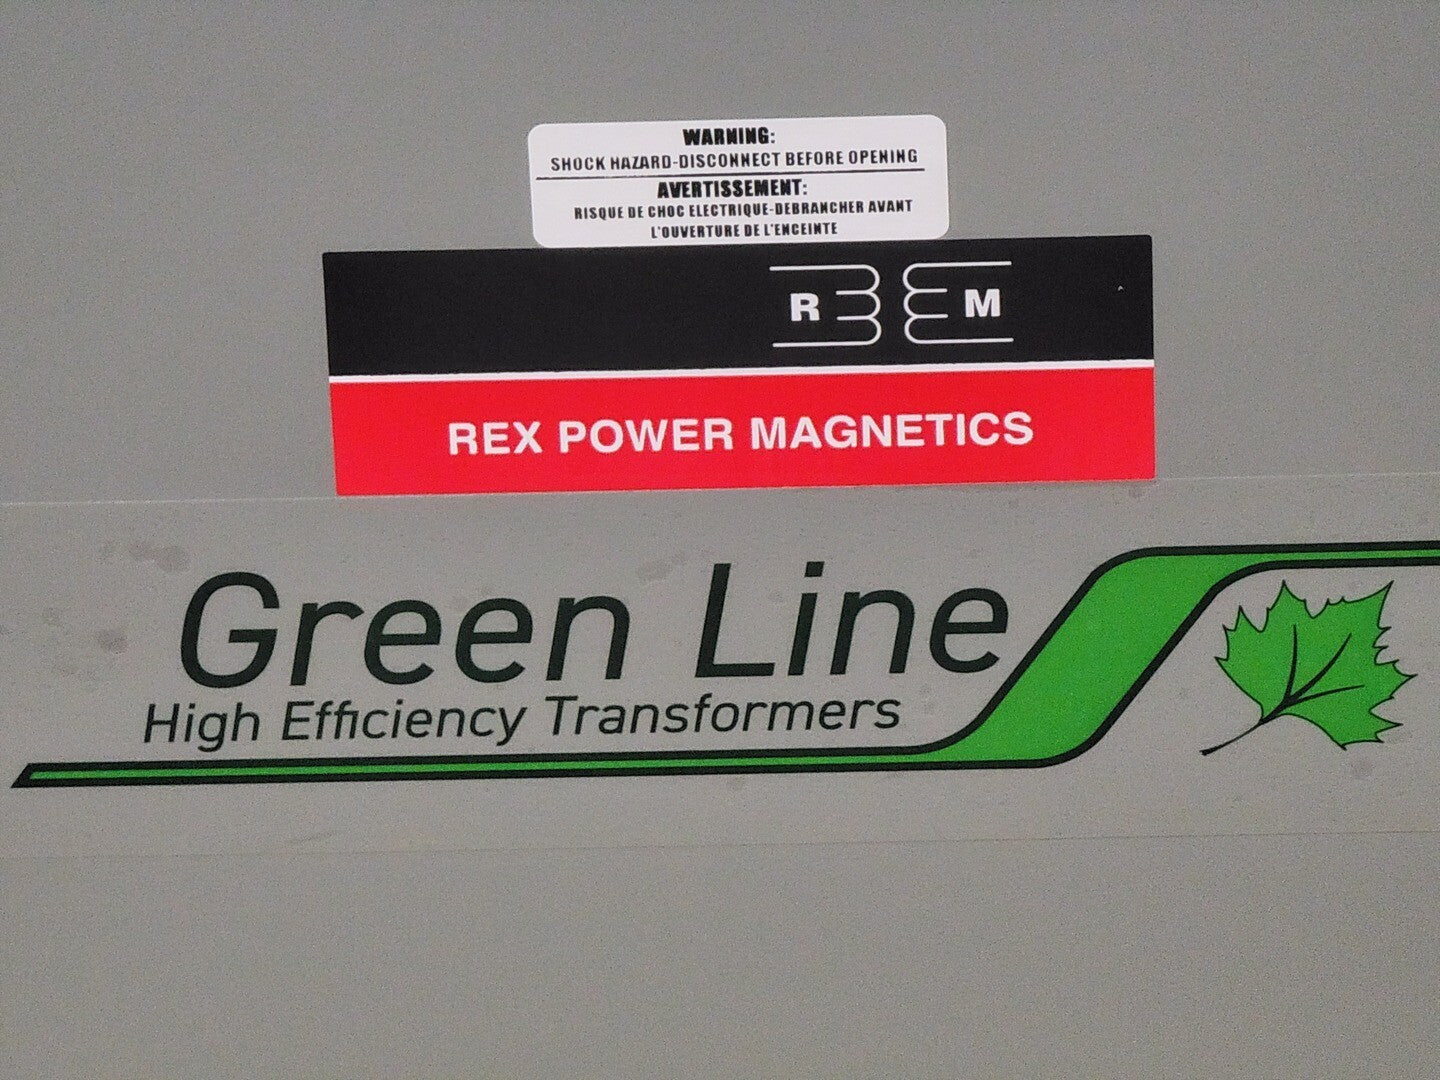 WARNING:
SHOCK HAZARD-DISCONNECT BEFORE OPENING
AVERTISSEMENT:
RISQUE DE CHOC ELECTRIQUE-DEBRANCHER AVANT
L'OUVERTURE DE L'ENCEINTE
R M
REX POWER MAGNETICS
Green Line
High Efficiency Transformers